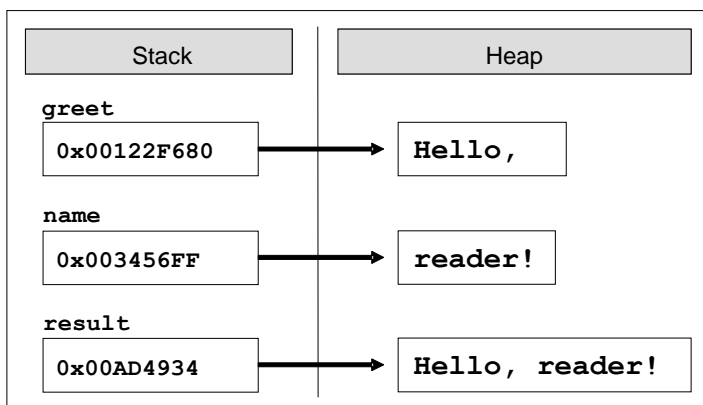 Stack Heap
greet
0x00122F680 Hello,
name
0x003456FF reader!
result
0x00AD4934 Hello, reader!